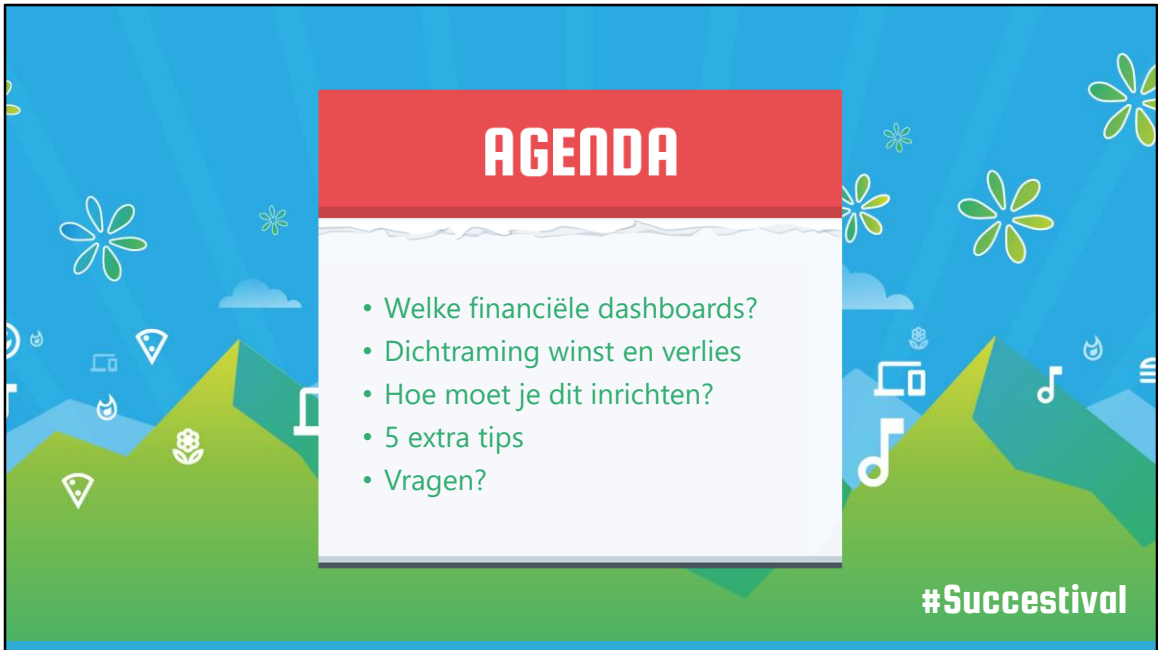 AGENDA
• Welke financiële dashboards?
• Dichtraming winst en verlies
• Hoe moet je dit inrichten?
• 5 extra tips
• Vragen?
#Succestival